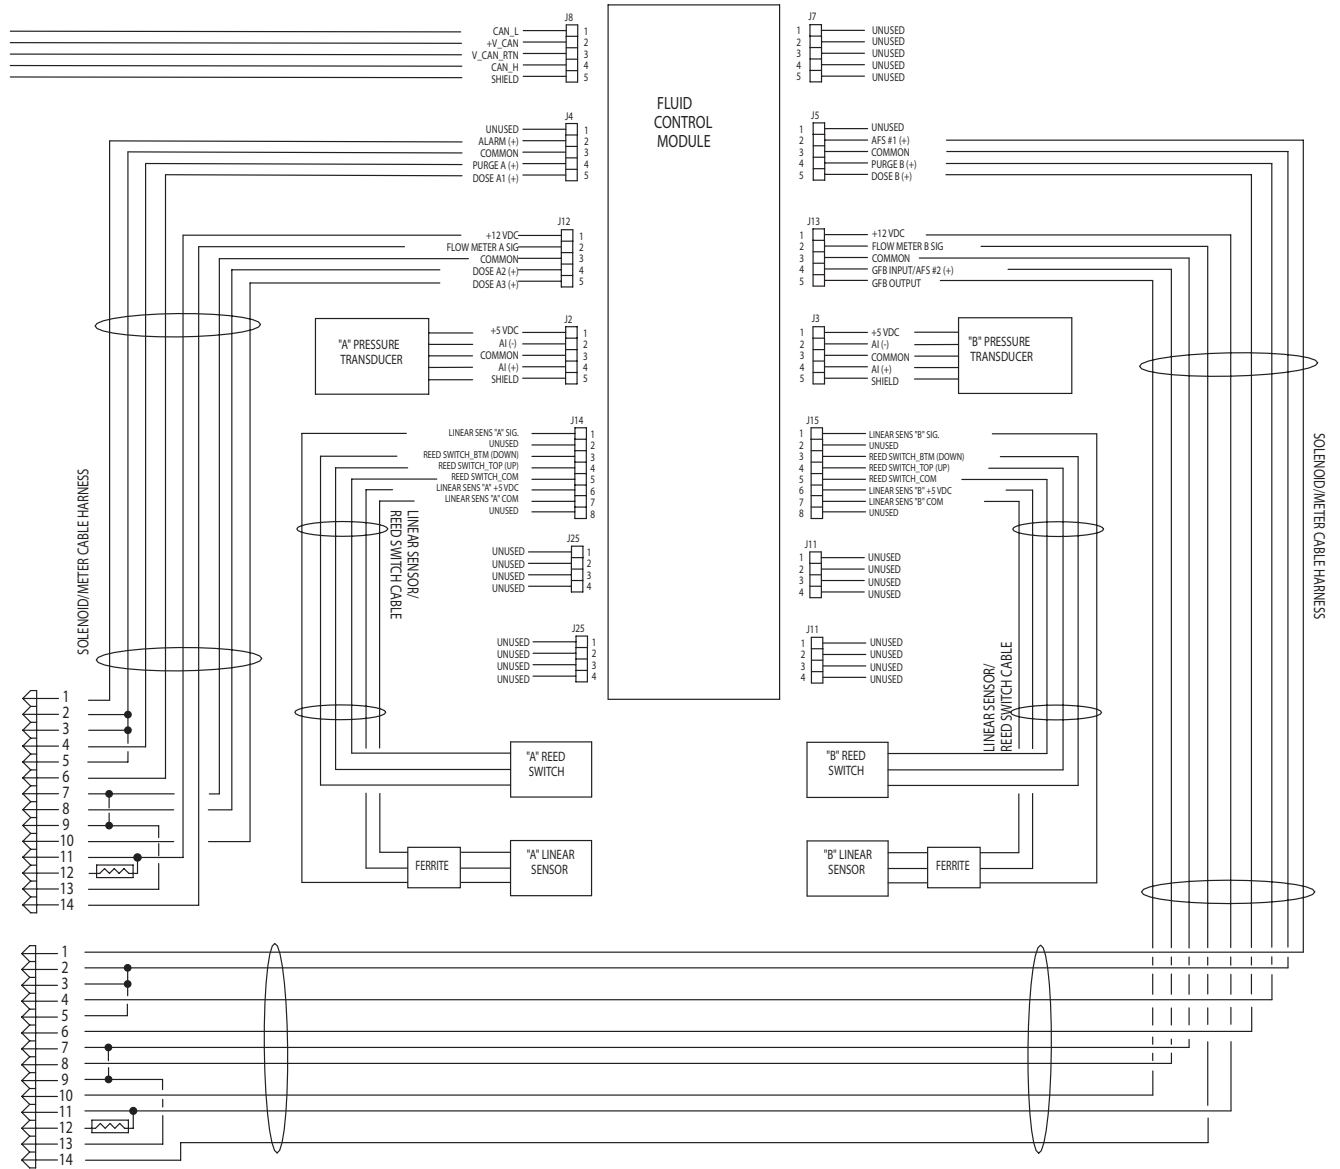 J8
CAN_L 1
+V_CAN 2
V_CAN_RTN 3
CAN_H 4
SHIELD 5
J4
UNUSED 1
ALARM (+) 2
COMMON 3
PURGE A (+) 4
DOSE A1 (+) 5
J12
+12 VDC 1
FLOW METER A SIG 2
COMMON 3
DOSE A2 (+) 4
DOSE A3 (+) 5
"A" PRESSURE
TRANSDUCER
J2
+5 VDC 1
AI (-) 2
COMMON 3
AI (+) 4
SHIELD 5
J14
LINEAR SENS "A" SIG. 1
UNUSED 2
REED SWITCH_BTM (DOWN) 3
REED SWITCH_TOP (UP) 4
REED SWITCH_COM 5
LINEAR SENS "A" +5 VDC 6
LINEAR SENS "A" COM 7
UNUSED 8
J25
UNUSED 1
UNUSED 2
UNUSED 3
UNUSED 4
J25
UNUSED 1
UNUSED 2
UNUSED 3
UNUSED 4
FLUID
CONTROL
MODULE
J7
1 UNUSED
2 UNUSED
3 UNUSED
4 UNUSED
5 UNUSED
J5
1 UNUSED
2 AFS #1 (+)
3 COMMON
4 PURGE B (+)
5 DOSE B (+)
J13
1 +12 VDC
2 FLOW METER B SIG
3 COMMON
4 GFB INPUT/AFS #2 (+)
5 GFB OUTPUT
J3
1 +5 VDC
2 AI (-)
3 COMMON
4 AI (+)
5 SHIELD
"B" PRESSURE
TRANSDUCER
J15
1 LINEAR SENS "B" SIG.
2 UNUSED
3 REED SWITCH_BTM (DOWN)
4 REED SWITCH_TOP (UP)
5 REED SWITCH_COM
6 LINEAR SENS "B" +5 VDC
7 LINEAR SENS "B" COM
8 UNUSED
J11
1 UNUSED
2 UNUSED
3 UNUSED
4 UNUSED
J11
1 UNUSED
2 UNUSED
3 UNUSED
4 UNUSED
SOLENOID/METER CABLE HARNESS
LINEAR SENSOR/
REED SWITCH CABLE
LINEAR SENSOR/
REED SWITCH CABLE
SOLENOID/METER CABLE HARNESS
"A" REED
SWITCH
"B" REED
SWITCH
FERRITE
"A" LINEAR
SENSOR
"B" LINEAR
SENSOR
FERRITE
1
2
3
4
5
6
7
8
9
10
11
12
13
14
1
2
3
4
5
6
7
8
9
10
11
12
13
14